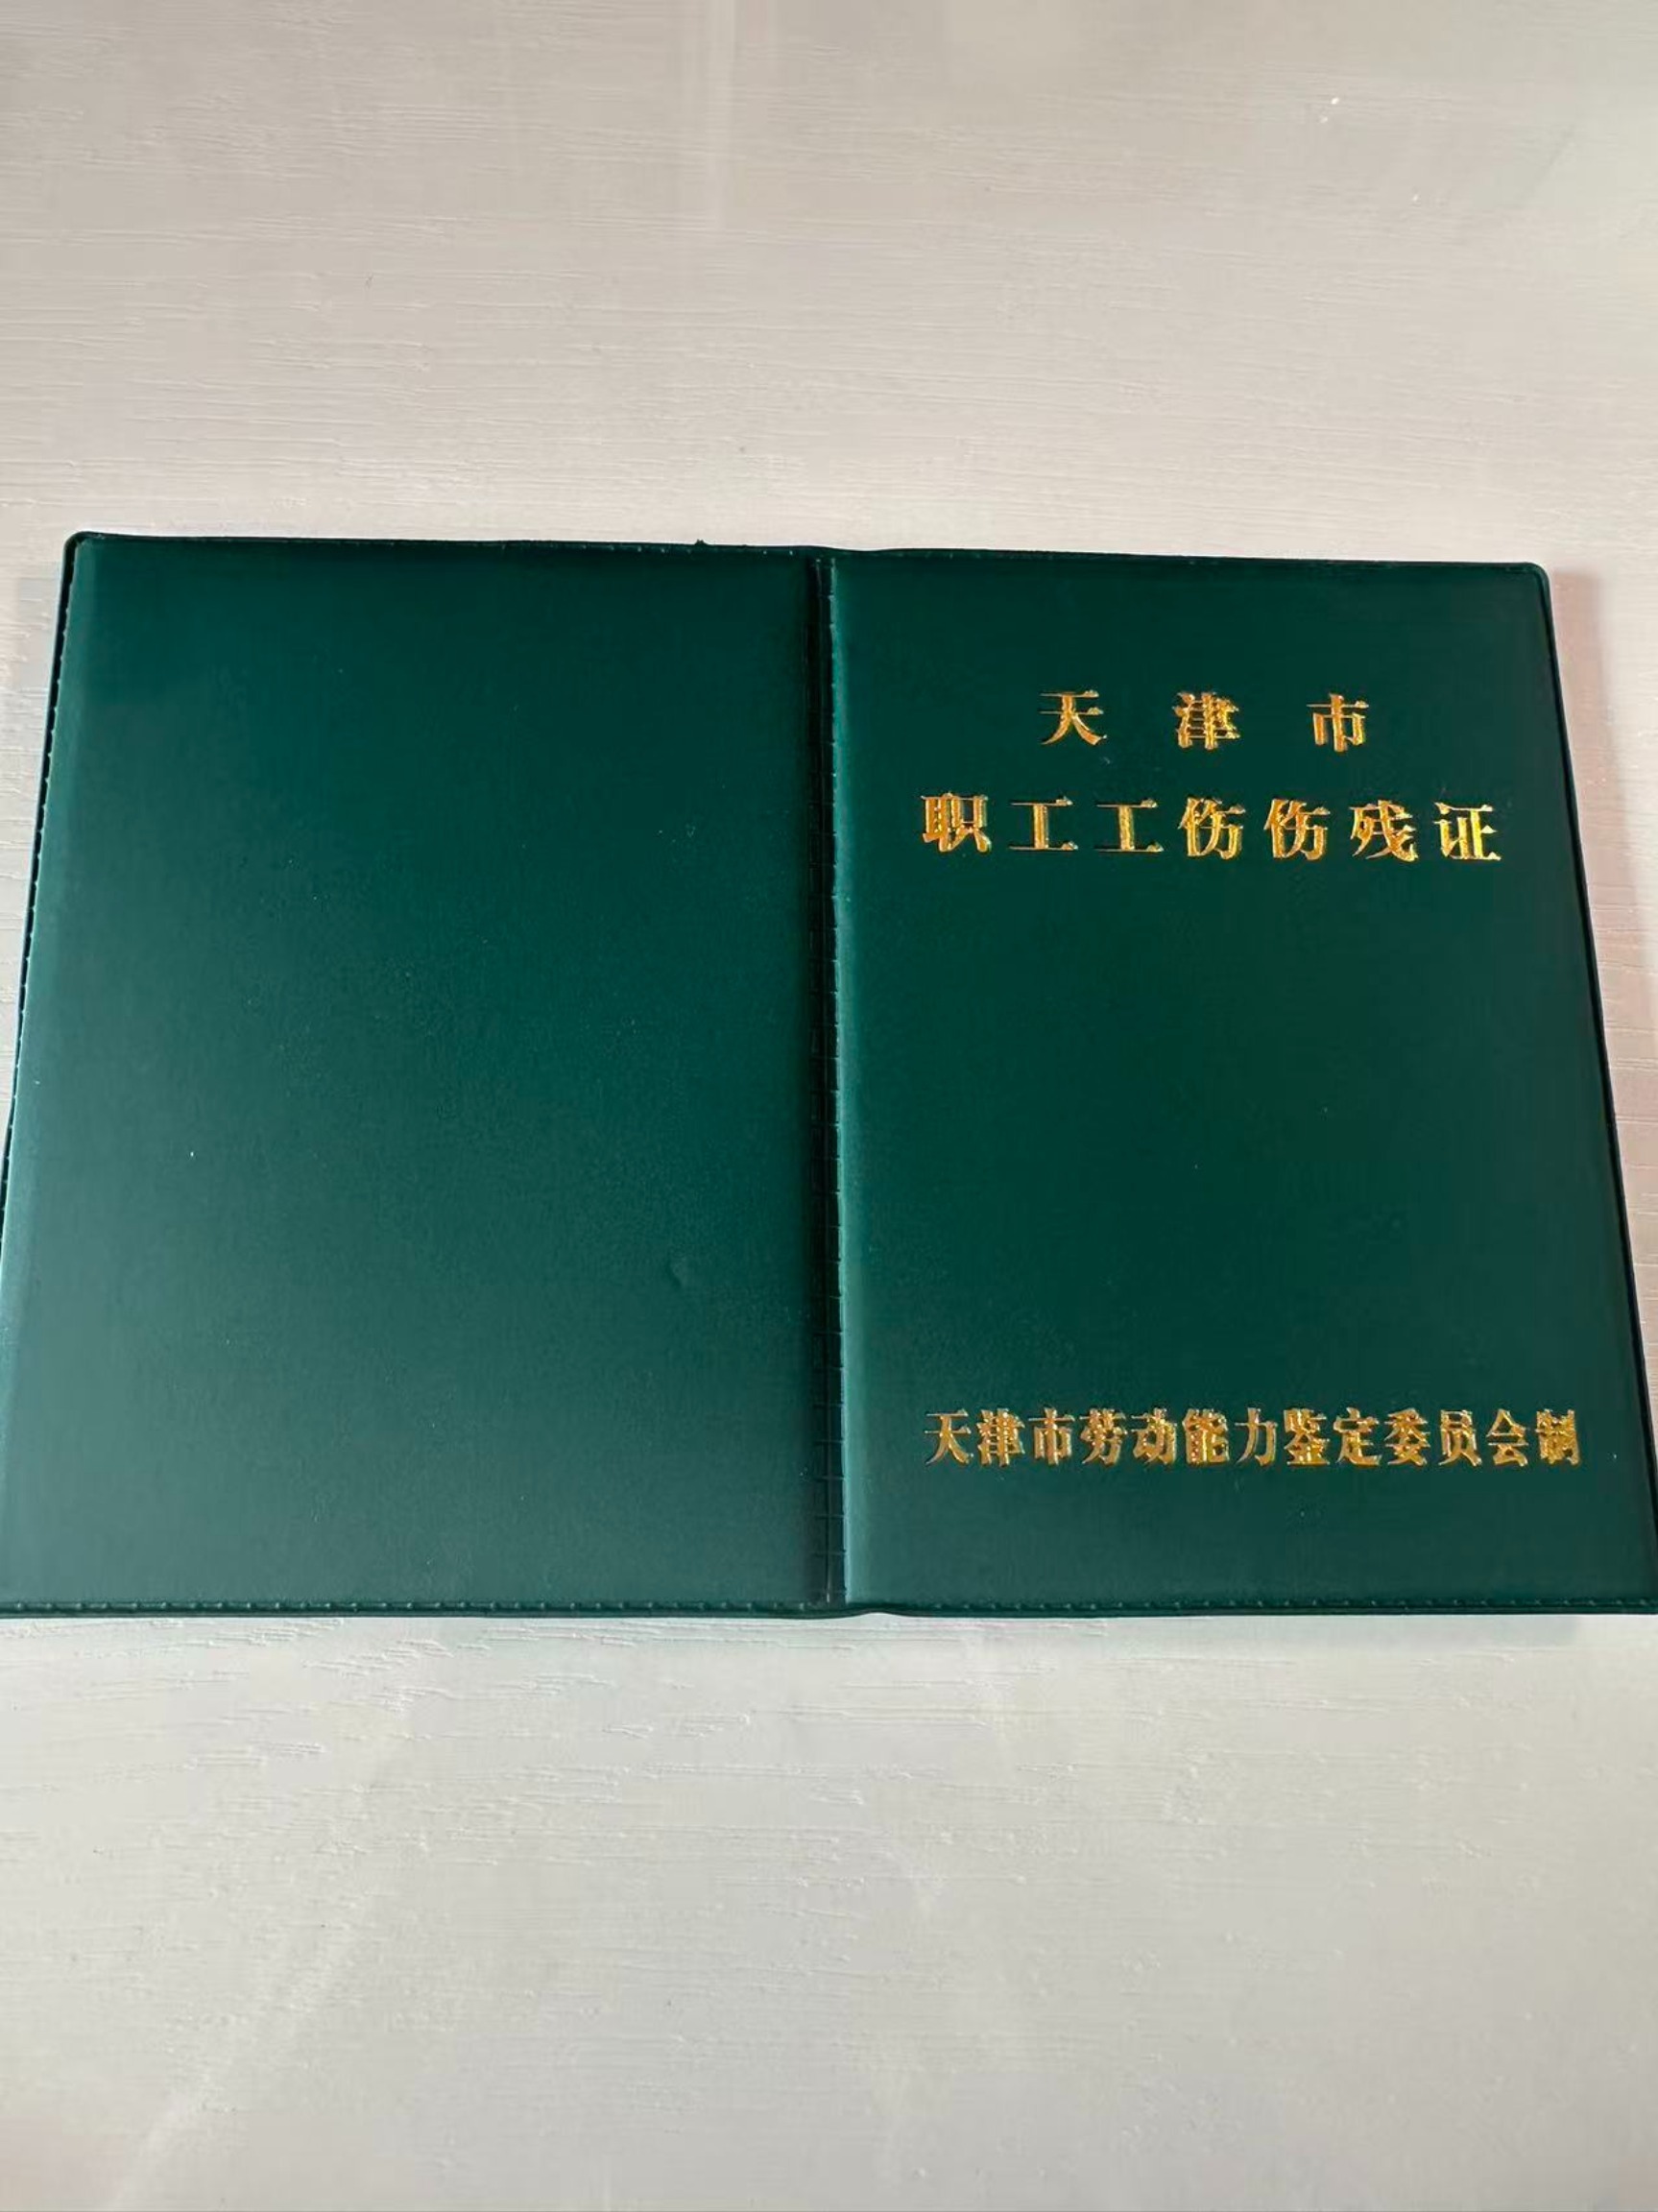 天津市
职工工伤伤残证
天津市劳动能力鉴定委员会制